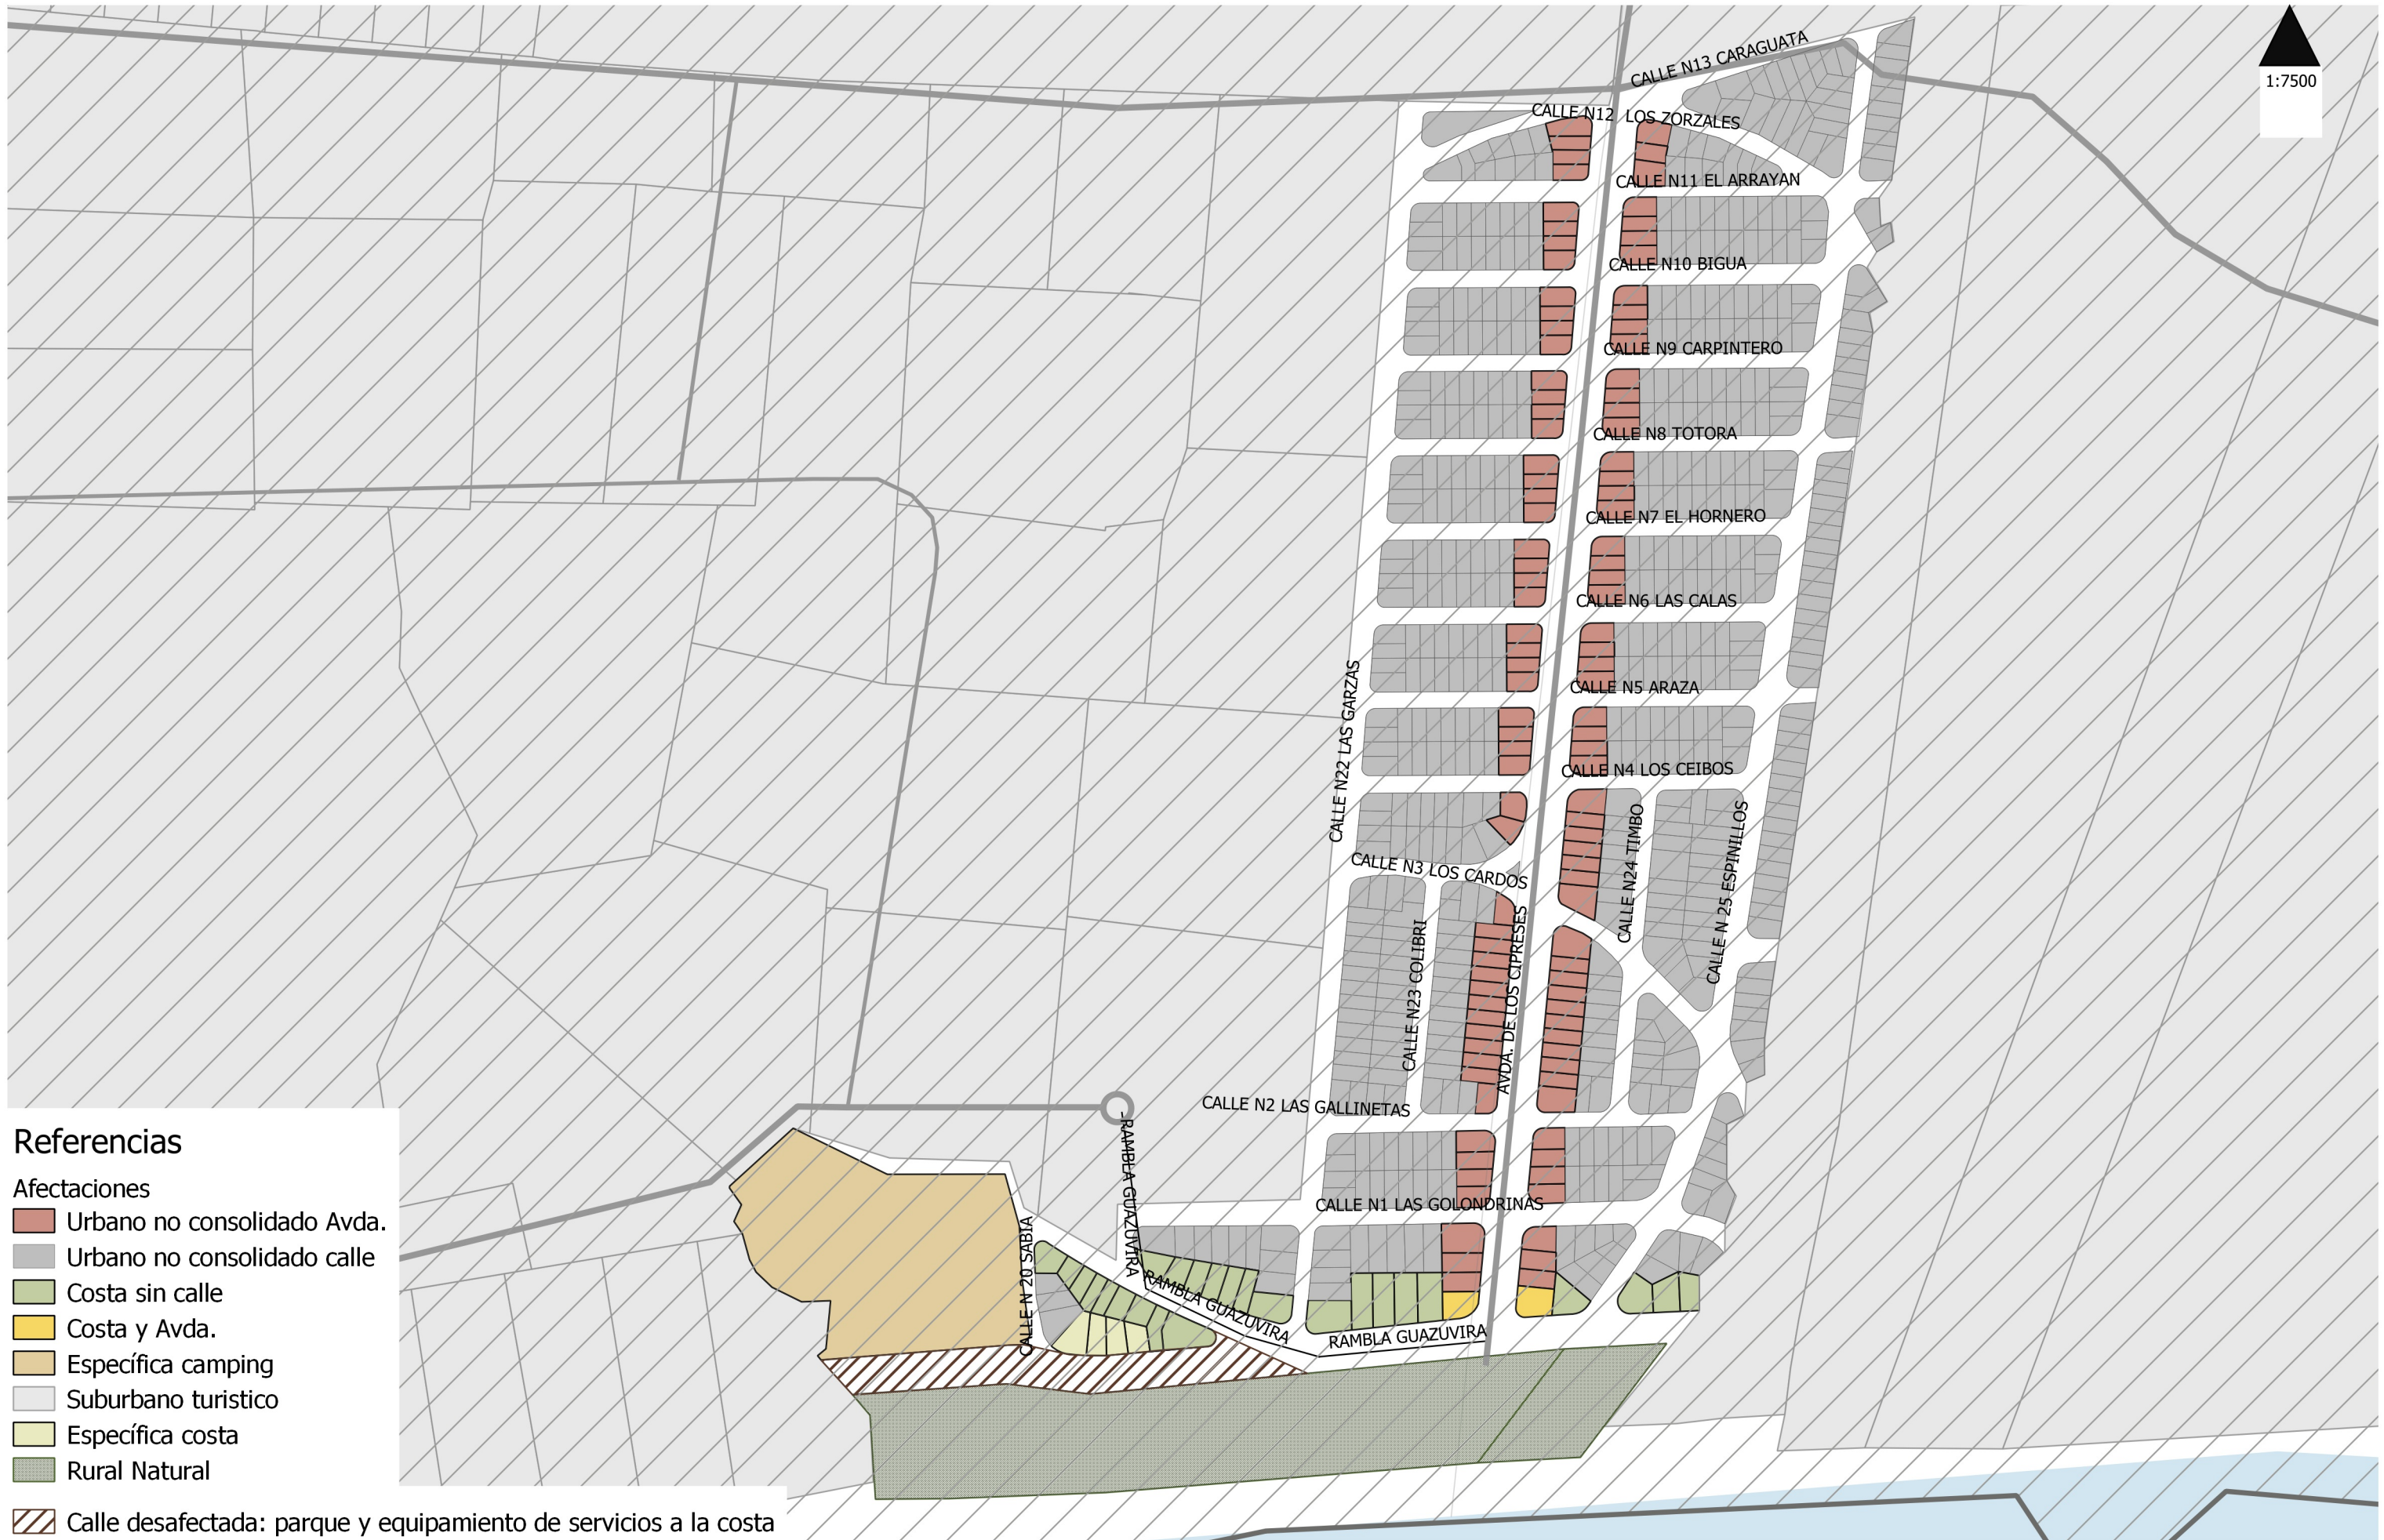 1:7500
CALLE N13 CARAGUATA
CALLE N12 LOS ZORZALES
CALLE N11 EL ARRAYAN
CALLE N10 BIGUA
CALLE N9 CARPINTERO
CALLE N8 TOTORA
CALLE N7 EL HORNERO
CALLE N6 LAS CALAS
CALLE N5 ARAZA
CALLE N22 LAS GARZAS
CALLE N4 LOS CEIBOS
CALLE N24 TIMBO
CALLE N 25 ESPINILLOS
CALLE N3 LOS CARDOS
CALLE N23 COLIBRI
AVDA. DE LOS CIPRESES
CALLE N2 LAS GALLINETAS
RAMBLA GUAZUVIRA
CALLE N1 LAS GOLONDRINAS
CALLE N 20 SABIA
RAMBLA GUAZUVIRA
RAMBLA GUAZUVIRA
Referencias
Afectaciones
Urbano no consolidado Avda.
Urbano no consolidado calle
Costa sin calle
Costa y Avda.
Específica camping
Suburbano turistico
Específica costa
Rural Natural
Calle desafectada: parque y equipamiento de servicios a la costa